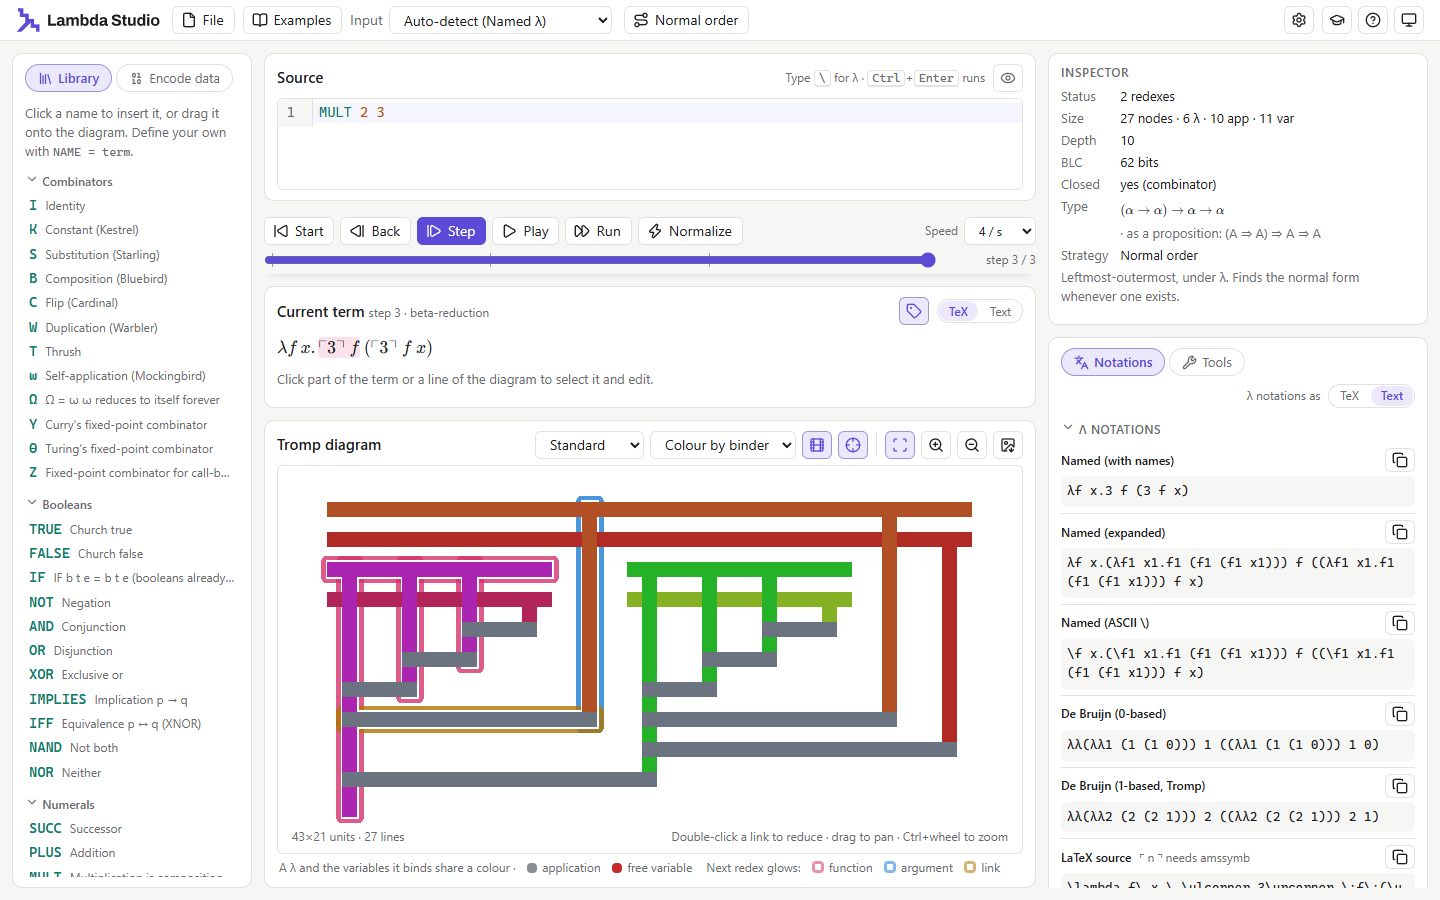 Lambda Studio File Examples Input Auto-detect (Named λ) Normal order
Library Encode data
Click a name to insert it, or drag it
onto the diagram. Define your own
with NAME = term.
Combinators
I Identity
K Constant (Kestrel)
S Substitution (Starling)
B Composition (Bluebird)
C Flip (Cardinal)
W Duplication (Warbler)
T Thrush
ω Self-application (Mockingbird)
Ω Ω = ω ω reduces to itself forever
Y Curry's fixed-point combinator
Θ Turing's fixed-point combinator
Z Fixed-point combinator for call-b...
Booleans
TRUE Church true
FALSE Church false
IF IF b t e = b t e (booleans already...
NOT Negation
AND Conjunction
OR Disjunction
XOR Exclusive or
IMPLIES Implication p → q
IFF Equivalence p ↔ q (XNOR)
NAND Not both
NOR Neither
Numerals
SUCC Successor
PLUS Addition
MULT Multiplication is composition
Source Type \ for λ · Ctrl + Enter runs
1 MULT 2 3
Start Back Step Play Run Normalize Speed 4 / s
step 3 / 3
Current term step 3 · beta-reduction TeX Text
λf x.⌜3⌝ f (⌜3⌝ f x)
Click part of the term or a line of the diagram to select it and edit.
Tromp diagram Standard Colour by binder
43×21 units · 27 lines Double-click a link to reduce · drag to pan · Ctrl+wheel to zoom
A λ and the variables it binds share a colour · application free variable Next redex glows: function argument link
INSPECTOR
Status 2 redexes
Size 27 nodes · 6 λ · 10 app · 11 var
Depth 10
BLC 62 bits
Closed yes (combinator)
Type (α → α) → α → α
· as a proposition: (A ⇒ A) ⇒ A ⇒ A
Strategy Normal order
Leftmost-outermost, under λ. Finds the normal form
whenever one exists.
Notations Tools
λ notations as TeX Text
Λ NOTATIONS
Named (with names)
λf x.3 f (3 f x)
Named (expanded)
λf x.(λf1 x1.f1 (f1 (f1 x1))) f ((λf1 x1.f1
(f1 (f1 x1))) f x)
Named (ASCII \)
\f x.(\f1 x1.f1 (f1 (f1 x1))) f ((\f1 x1.f1
(f1 (f1 x1))) f x)
De Bruijn (0-based)
λλ(λλ1 (1 (1 0))) 1 ((λλ1 (1 (1 0))) 1 0)
De Bruijn (1-based, Tromp)
λλ(λλ2 (2 (2 1))) 2 ((λλ2 (2 (2 1))) 2 1)
LaTeX source ⌜ n ⌝ needs amssymb